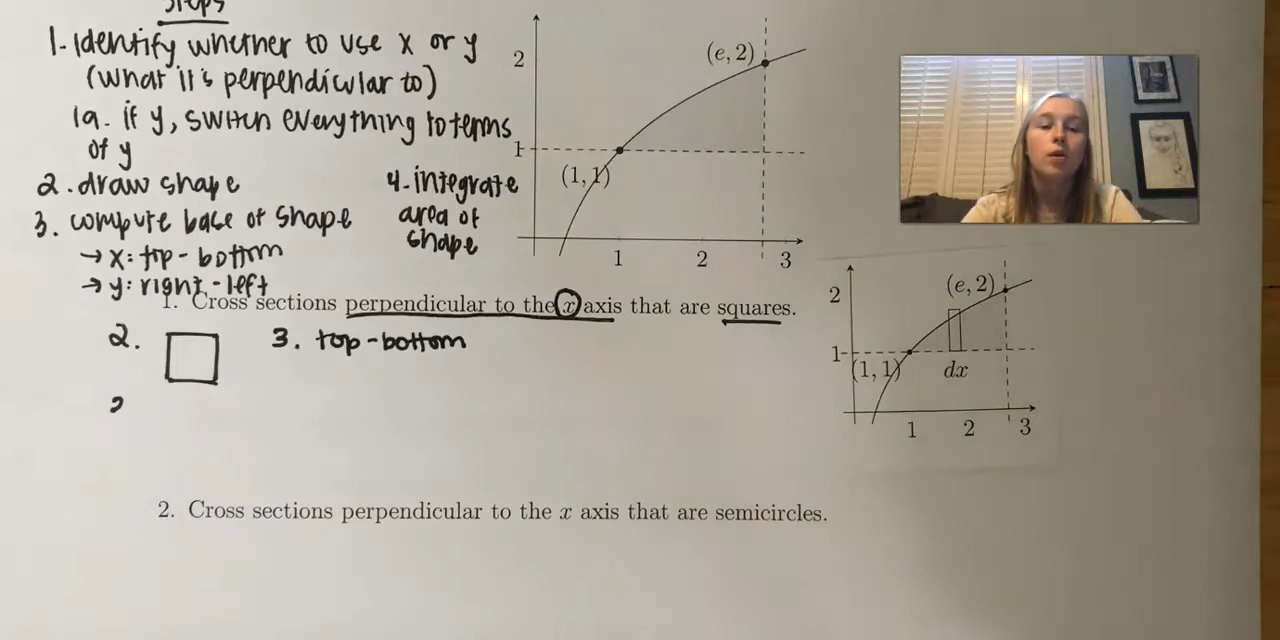 Steps
1- Identify whether to use x or y
(what it's perpendicular to)
1a. if y, switch everything to terms
of y
2. draw shape
3. compute base of shape
→ x: top - bottom
→ y: right - left
4. integrate
area of
shape
2
1
(e, 2)
(1, 1)
1
2
3
1. Cross sections perpendicular to the x axis that are squares.
2.
3. top - bottom
2
1
(e, 2)
(1, 1)
dx
1
2
3
2. Cross sections perpendicular to the x axis that are semicircles.